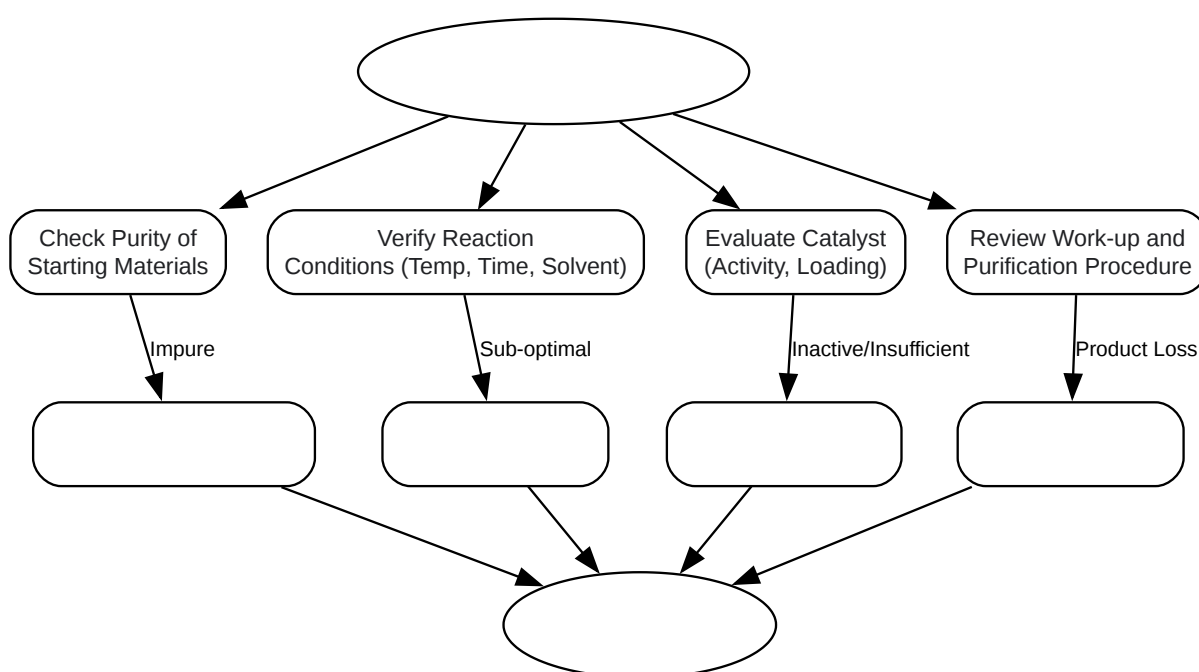 Check Purity of
Starting Materials
Verify Reaction
Conditions (Temp, Time, Solvent)
Evaluate Catalyst
(Activity, Loading)
Review Work-up and
Purification Procedure
Impure
Sub-optimal
Inactive/Insufficient
Product Loss